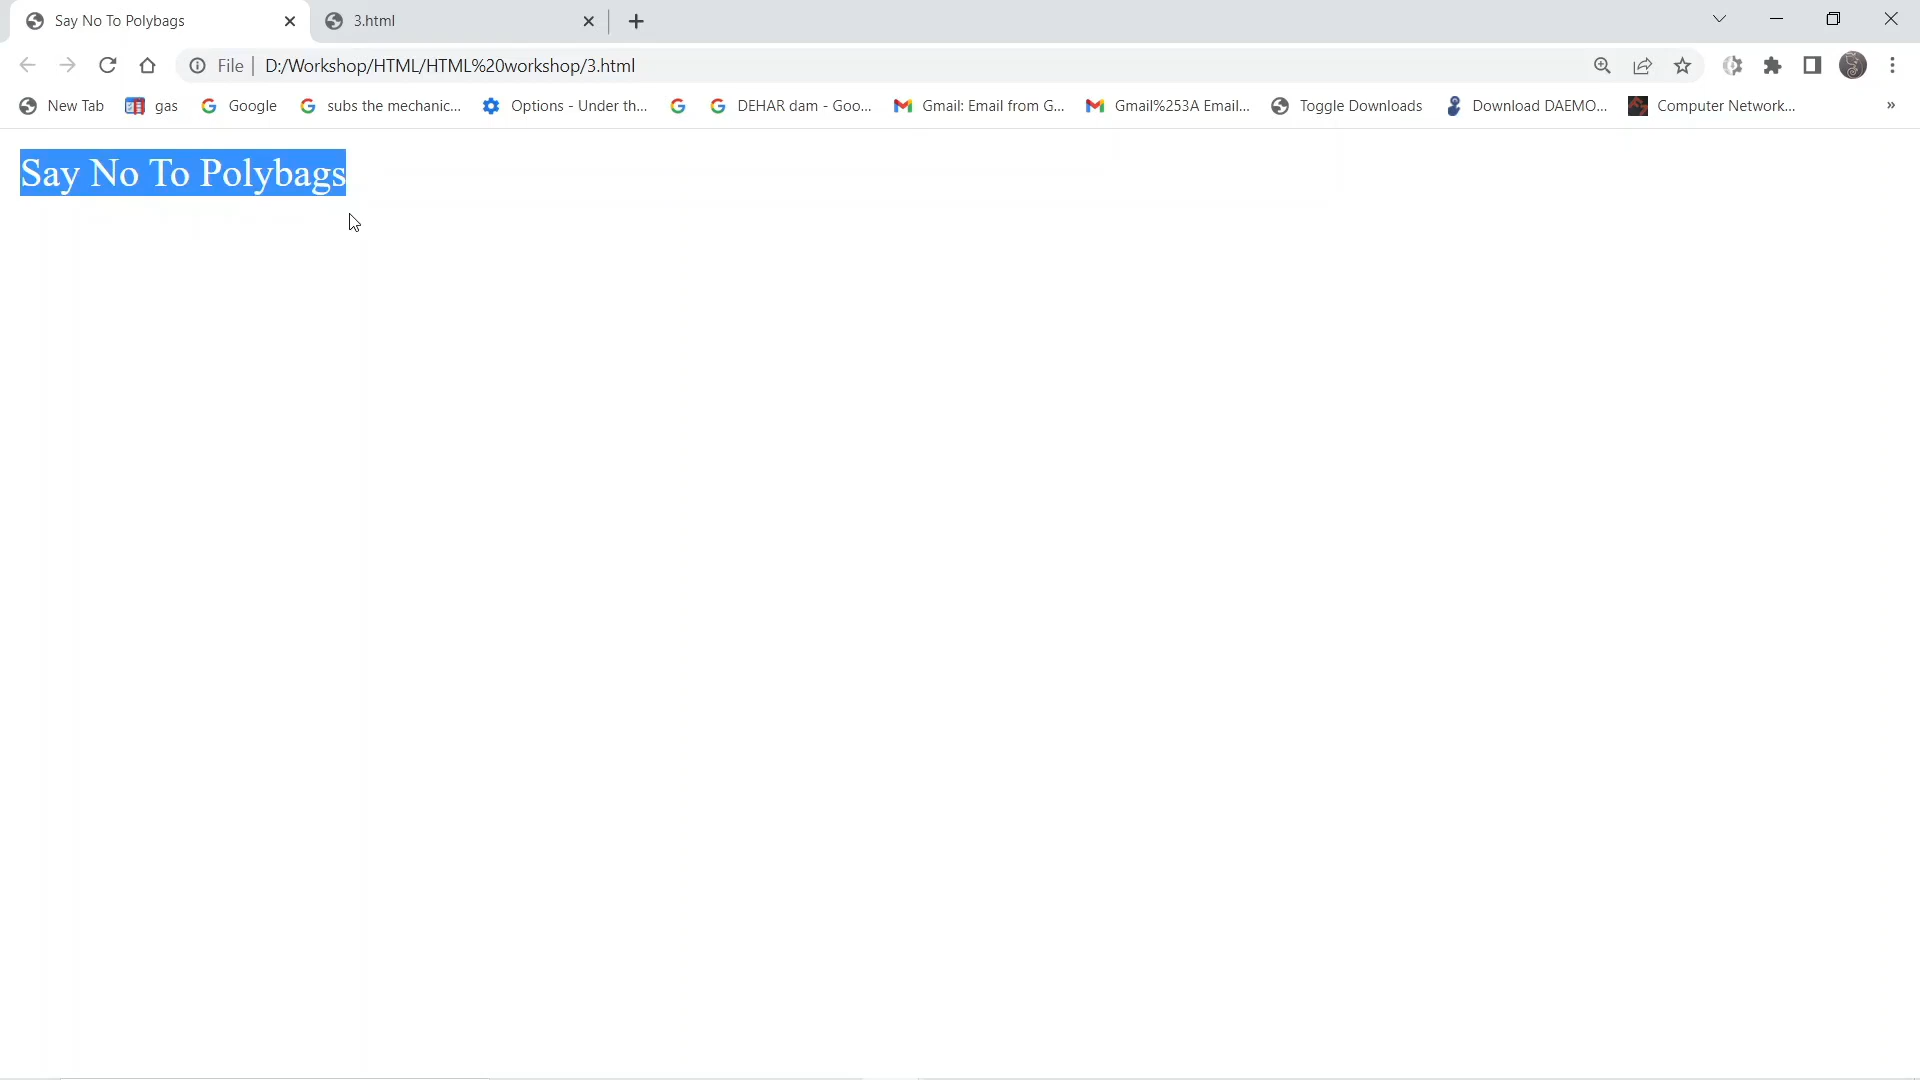 Say No To Polybags
3.html
File
D:/Workshop/HTML/HTML%20workshop/3.html
New Tab
gas
Google
subs the mechanic...
Options - Under th...
DEHAR dam - Goo...
Gmail: Email from G...
Gmail%253A Email...
Toggle Downloads
Download DAEMO...
Computer Network...
»
Say No To Polybags